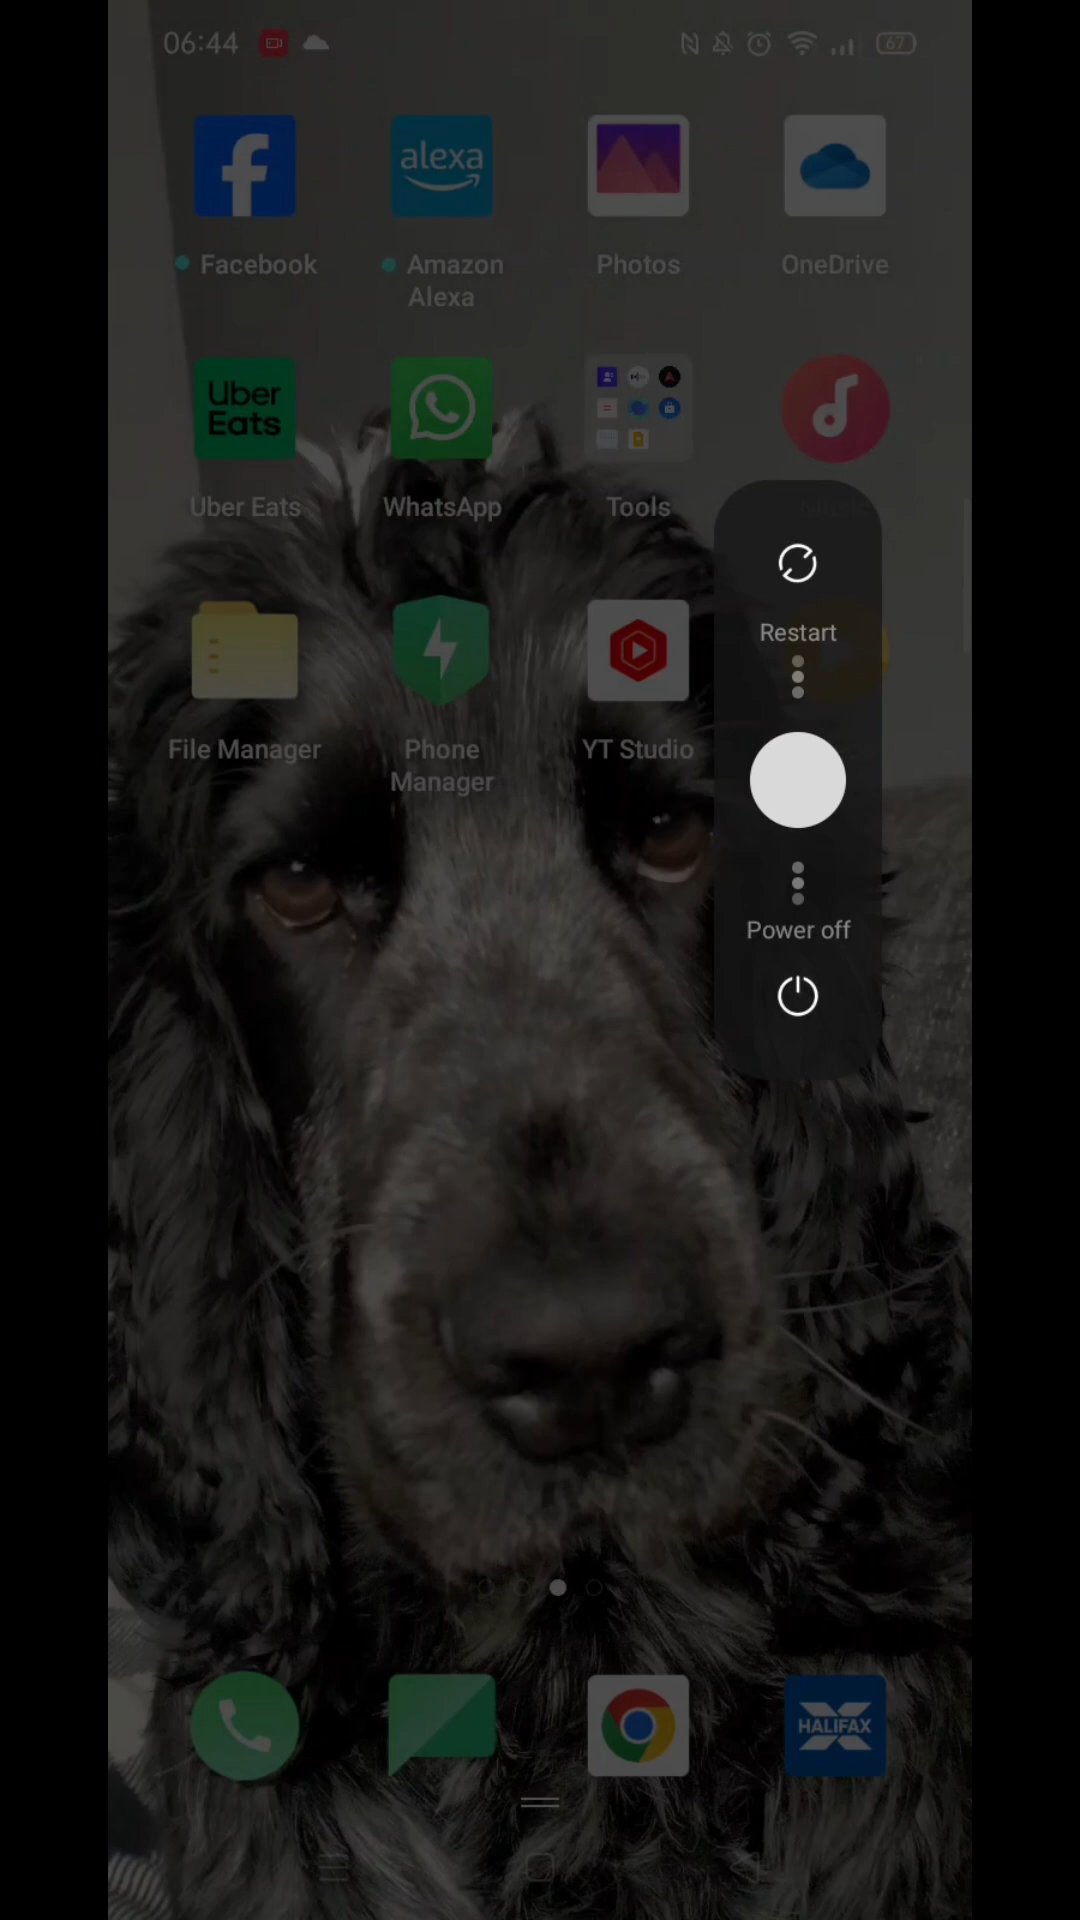 06:44
67
f
alexa
Facebook
Amazon
Alexa
Photos
OneDrive
Uber
Eats
Uber Eats
WhatsApp
Tools
Music
Restart
File Manager
Phone
Manager
YT Studio
Power off
HALIFAX